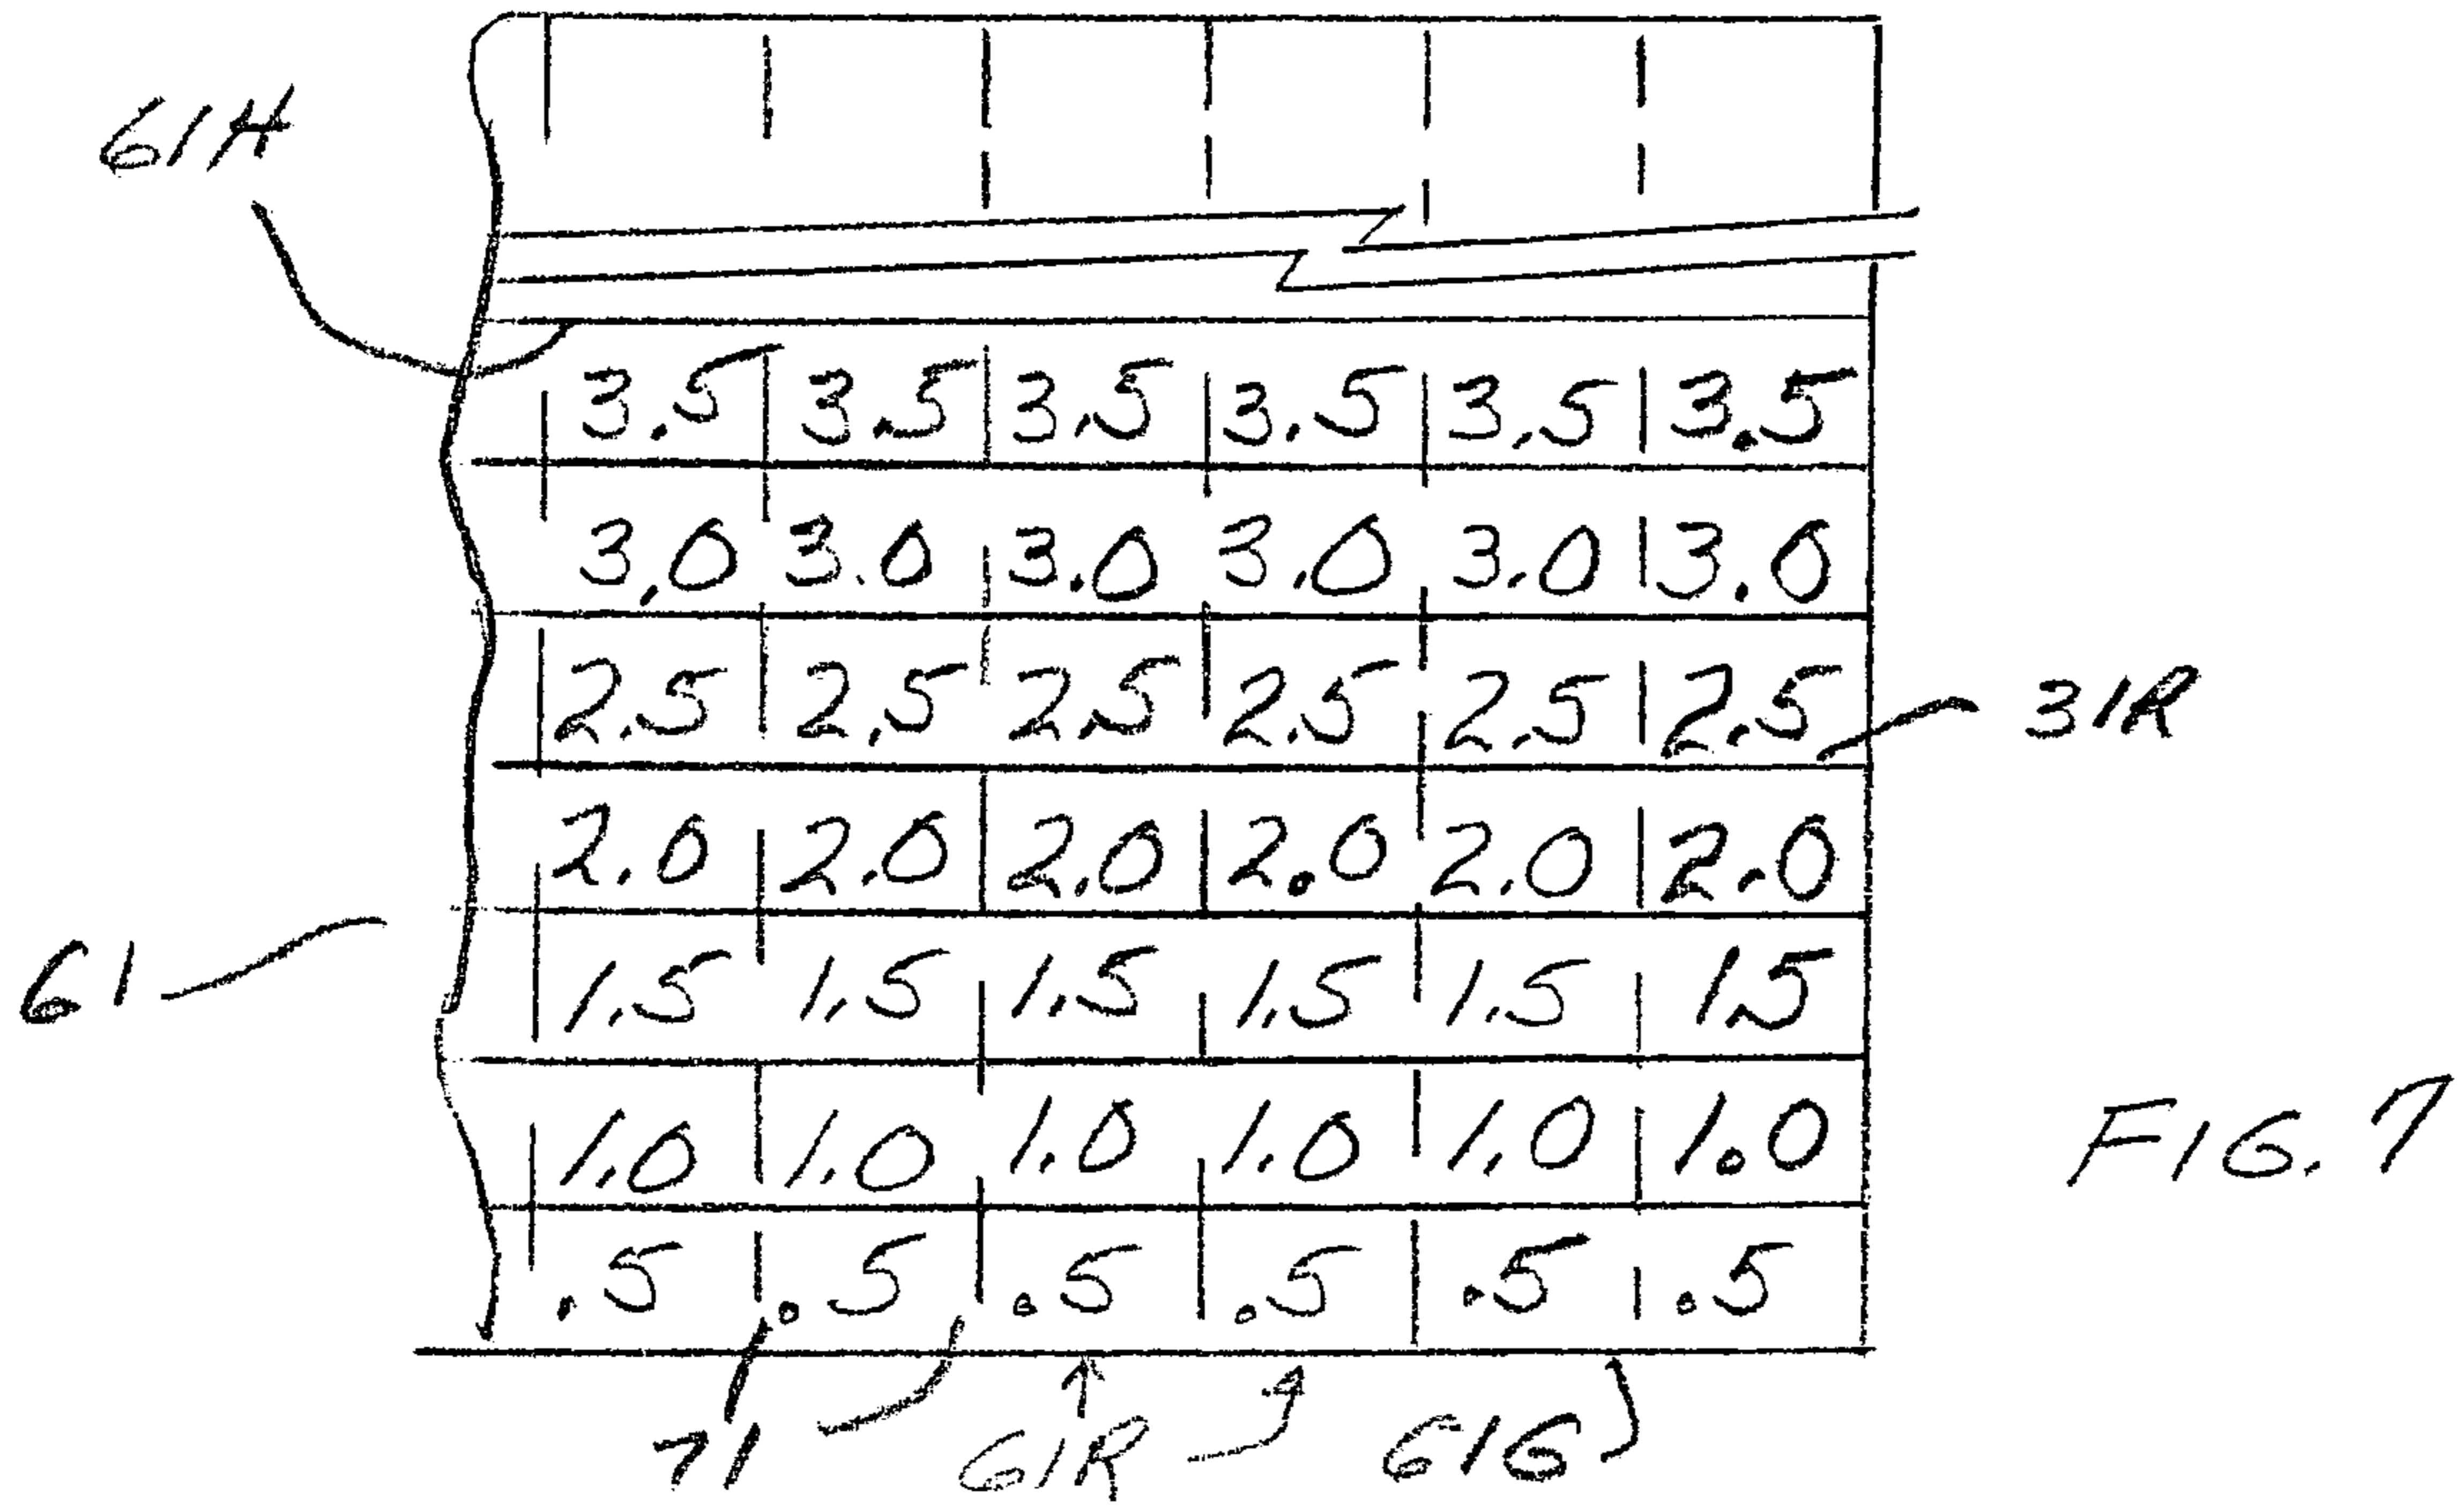 61H
3.5 3.5 3.5 3.5 3.5 3.5
3.0 3.0 3.0 3.0 3.0 3.0
2.5 2.5 2.5 2.5 2.5 2.5
31R
2.0 2.0 2.0 2.0 2.0 2.0
61
1.5 1.5 1.5 1.5 1.5 1.5
1.0 1.0 1.0 1.0 1.0 1.0
FIG. 7
.5 .5 .5 .5 .5 .5
71 61R 61G